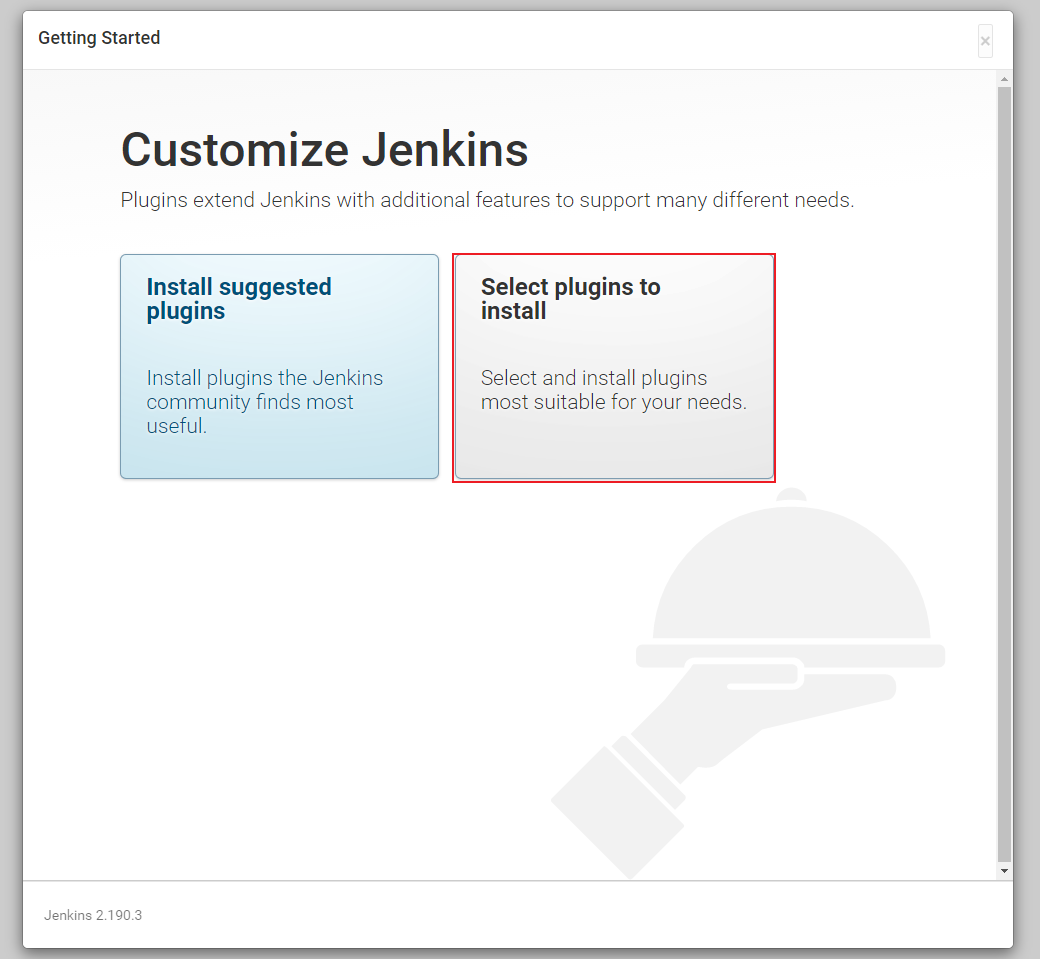 Getting Started
×
Customize Jenkins
Plugins extend Jenkins with additional features to support many different needs.
Install suggested
plugins
Install plugins the Jenkins
community finds most
useful.
Select plugins to
install
Select and install plugins
most suitable for your needs.
Jenkins 2.190.3